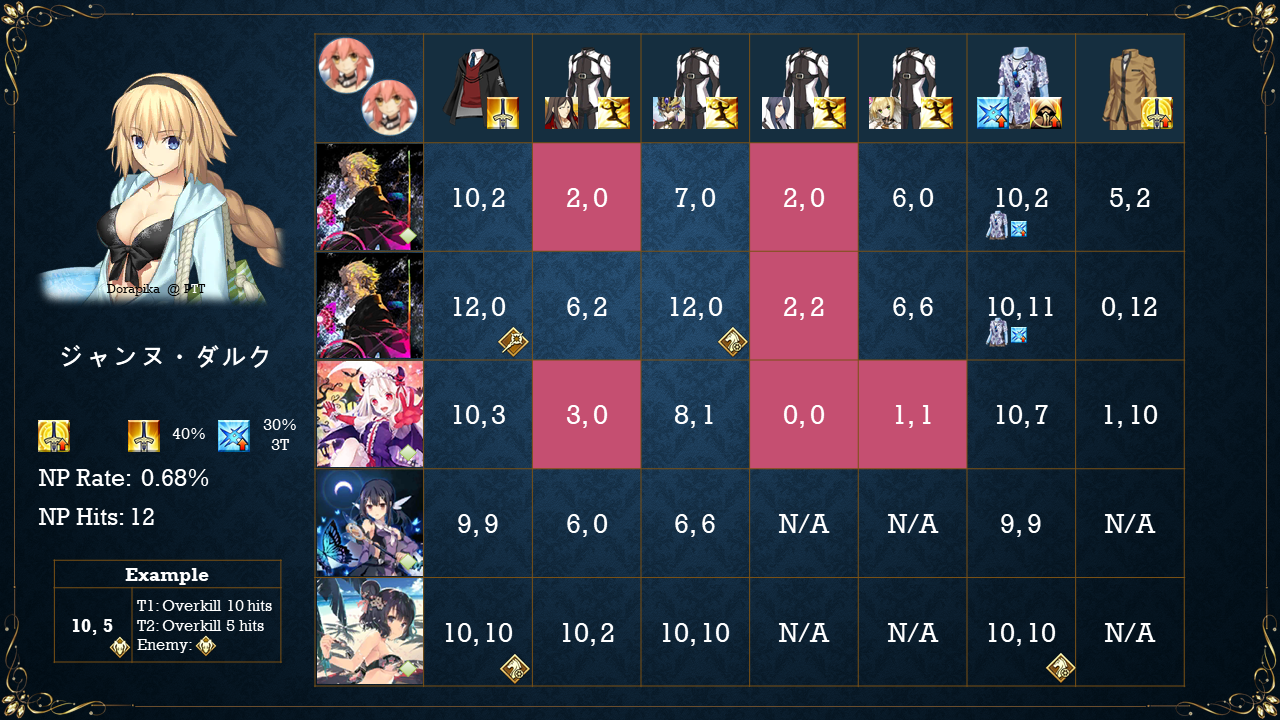 Dorapika @ PTT
ジャンヌ・ダルク
40%
30%
3T
NP Rate: 0.68%
NP Hits: 12
Example
10, 5
T1: Overkill 10 hits
T2: Overkill 5 hits
Enemy:
10, 2
2, 0
7, 0
2, 0
6, 0
10, 2
5, 2
12, 0
6, 2
12, 0
2, 2
6, 6
10, 11
0, 12
10, 3
3, 0
8, 1
0, 0
1, 1
10, 7
1, 10
9, 9
6, 0
6, 6
N/A
N/A
9, 9
N/A
10, 10
10, 2
10, 10
N/A
N/A
10, 10
N/A